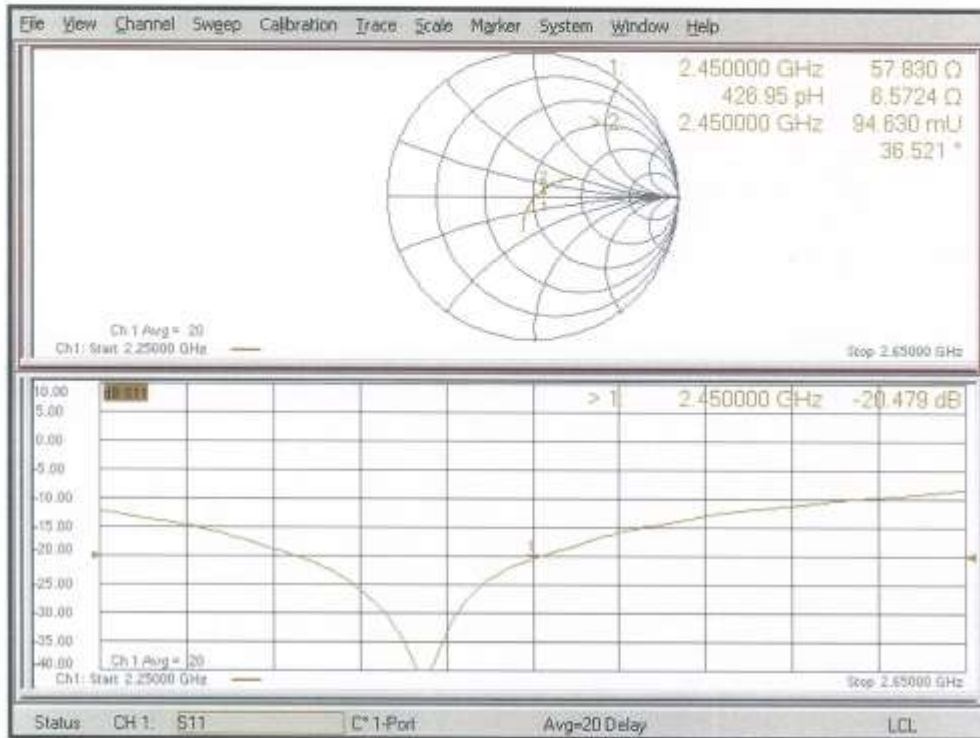 File View Channel Sweep Calibration Trace Scale Marker System Window Help
1 2.450000 GHz 57.830 Ω
426.95 pH 6.5724 Ω
> 2 2.450000 GHz 94.630 mU
36.521 °
Ch 1 Avg = 20
Ch1: Start 2.25000 GHz Stop 2.65000 GHz
10.00 dB S11 > 1 2.450000 GHz -20.479 dB
5.00
0.00
-5.00
-10.00
-15.00
-20.00
-25.00
-30.00
-35.00
-40.00 Ch 1 Avg = 20
Ch1: Start 2.25000 GHz Stop 2.65000 GHz
Status CH 1: S11 C* 1-Port Avg=20 Delay LCL